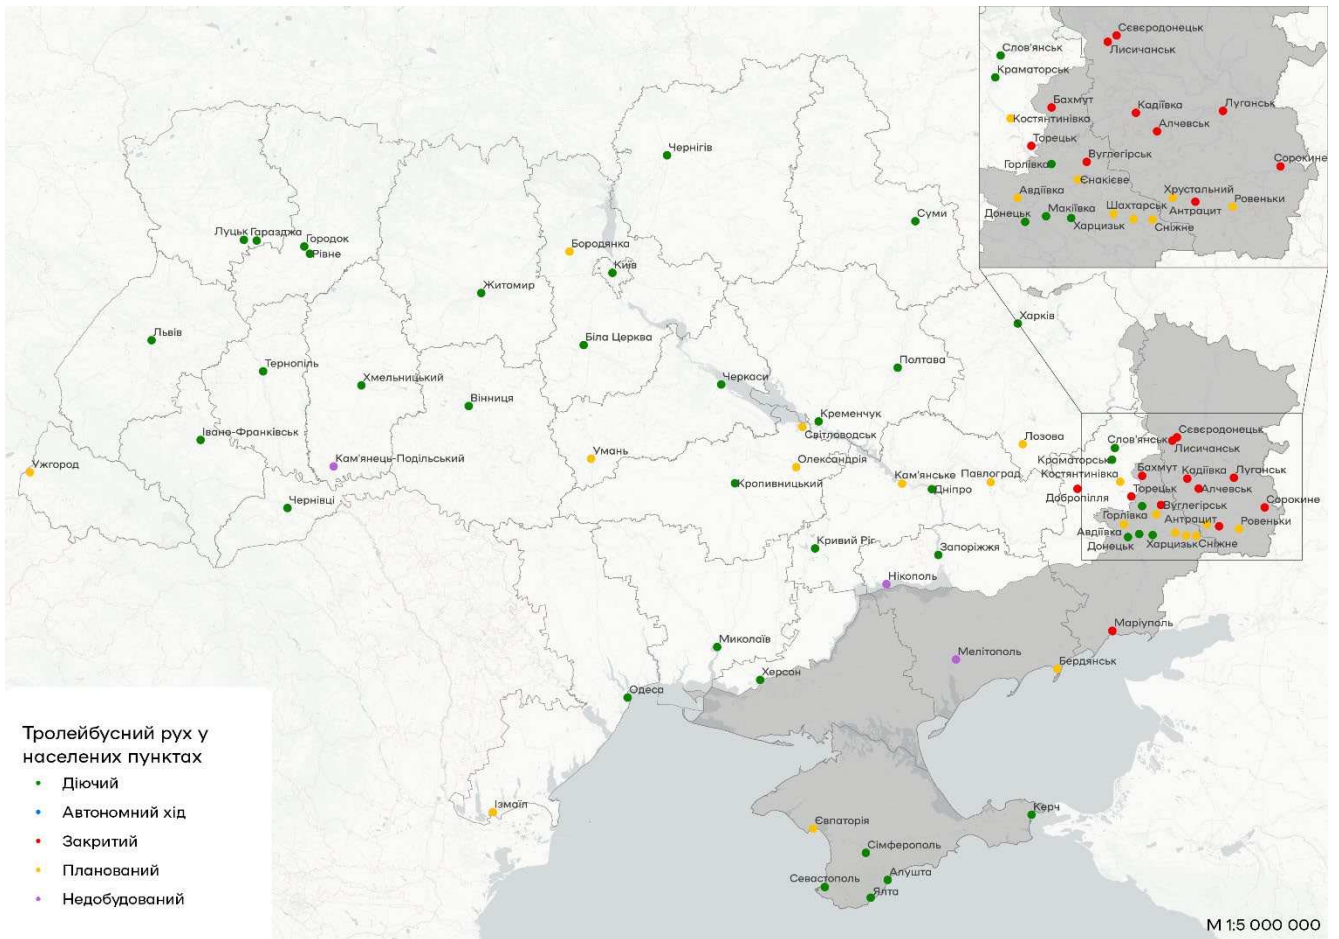 Сєвєродонецьк
Лисичанськ
Слов'янськ
Краматорськ
Бахмут
Кадіївка
Луганськ
Костянтинівка
Алчевськ
Торецьк
Вуглегірськ
Сорокине
Горлівка
Єнакієве
Авдіївка
Хрустальний
Шахтарськ
Антрацит
Ровеньки
Донецьк
Макіївка
Харцизьк
Сніжне
Чернігів
Суми
Луцьк
Гаразджа
Городок
Рівне
Бородянка
Київ
Житомир
Харків
Львів
Біла Церква
Тернопіль
Полтава
Хмельницький
Черкаси
Вінниця
Кременчук
Івано-Франківськ
Світловодськ
Лозова
Слов'янськ
Сєвєродонецьк
Лисичанськ
Краматорськ
Ужгород
Кам'янець-Подільський
Умань
Олександрія
Костянтинівка
Бахмут
Кадіївка
Луганськ
Кропивницький
Кам'янське
Павлоград
Дніпро
Добропілля
Торецьк
Алчевськ
Чернівці
Вуглегірськ
Сорокине
Горлівка
Антрацит
Ровеньки
Авдіївка
Донецьк
Харцизьк
Сніжне
Кривий Ріг
Запоріжжя
Нікополь
Маріуполь
Миколаїв
Мелітополь
Бердянськ
Херсон
Одеса
Тролейбусний рух у
населених пунктах
Діючий
Автономний хід
Закритий
Планований
Недобудований
Ізмаїл
Євпаторія
Керч
Сімферополь
Севастополь
Алушта
Ялта
М 1:5 000 000